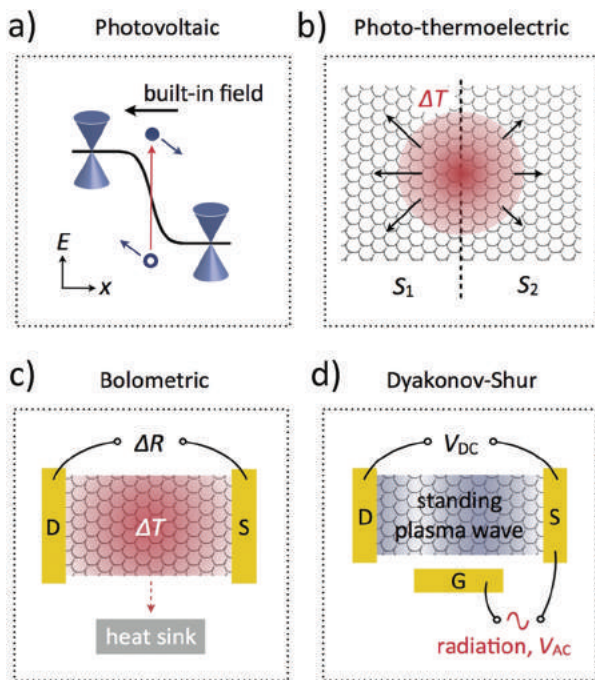 a) Photovoltaic
built-in field
E
x
b) Photo-thermoelectric
ΔT
S1
S2
c) Bolometric
ΔR
D
ΔT
S
heat sink
d) Dyakonov-Shur
VDC
D
standing
plasma wave
S
G
radiation, VAC